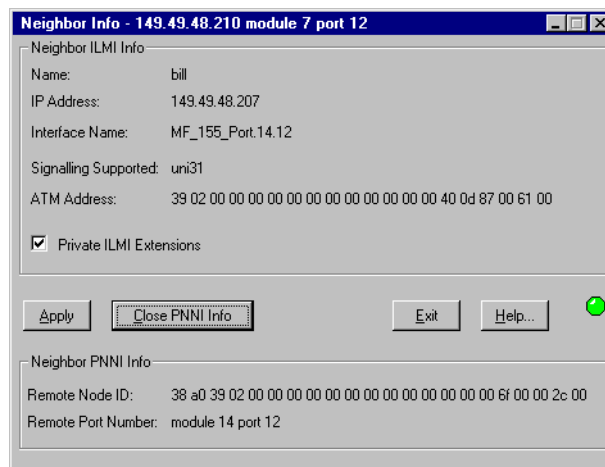 Neighbor Info - 149.49.48.210 module 7 port 12
Neighbor ILMI Info
Name: bill
IP Address: 149.49.48.207
Interface Name: MF_155_Port.14.12
Signalling Supported: uni31
ATM Address: 39 02 00 00 00 00 00 00 00 00 00 00 00 40 0d 87 00 61 00
Private ILMI Extensions
Apply Close PNNI Info Exit Help...
Neighbor PNNI Info
Remote Node ID: 38 a0 39 02 00 00 00 00 00 00 00 00 00 00 00 00 00 6f 00 00 2c 00
Remote Port Number: module 14 port 12